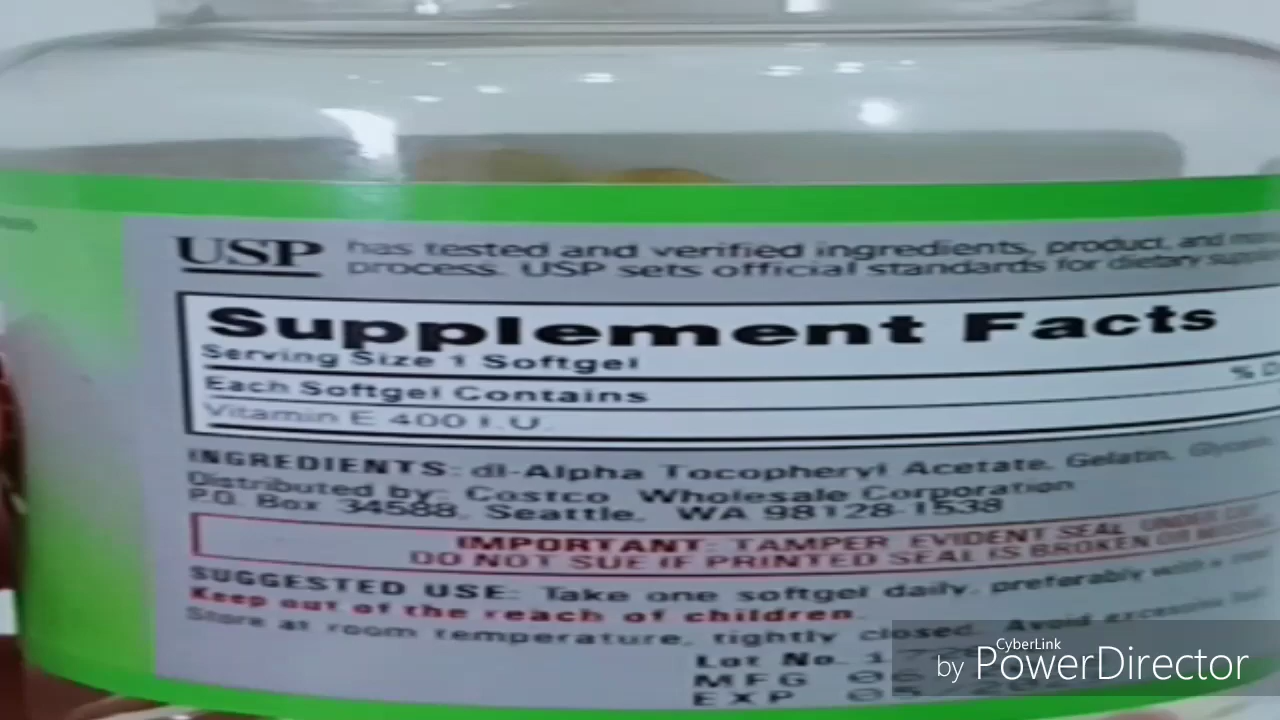 USP has tested and verified ingredients, product, and
process. USP sets official standards for dietary
Supplement Facts
Serving Size 1 Softgel
% D
Each Softgel Contains
Vitamin E 400 I.U.
INGREDIENTS: dl-Alpha Tocopheryl Acetate, Gelatin,
Distributed by: Costco Wholesale Corporation
P.O. Box 34588, Seattle, WA 98128-1538
IMPORTANT: TAMPER EVIDENT SEAL UNDER
DO NOT SUE IF PRINTED SEAL IS BROKEN OR
SUGGESTED USE: Take one softgel daily, preferably with a
Keep out of the reach of children.
Store at room temperature, tightly closed. Avoid
Lot No. 1
MFG
EXP
CyberLink
by PowerDirector